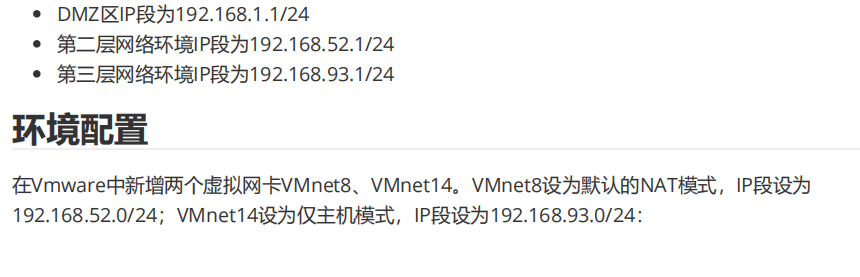 DMZ区IP段为192.168.1.1/24
第二层网络环境IP段为192.168.52.1/24
第三层网络环境IP段为192.168.93.1/24
环境配置
在Vmware中新增两个虚拟网卡VMnet8、VMnet14。VMnet8设为默认的NAT模式，IP段设为
192.168.52.0/24；VMnet14设为仅主机模式，IP段设为192.168.93.0/24：